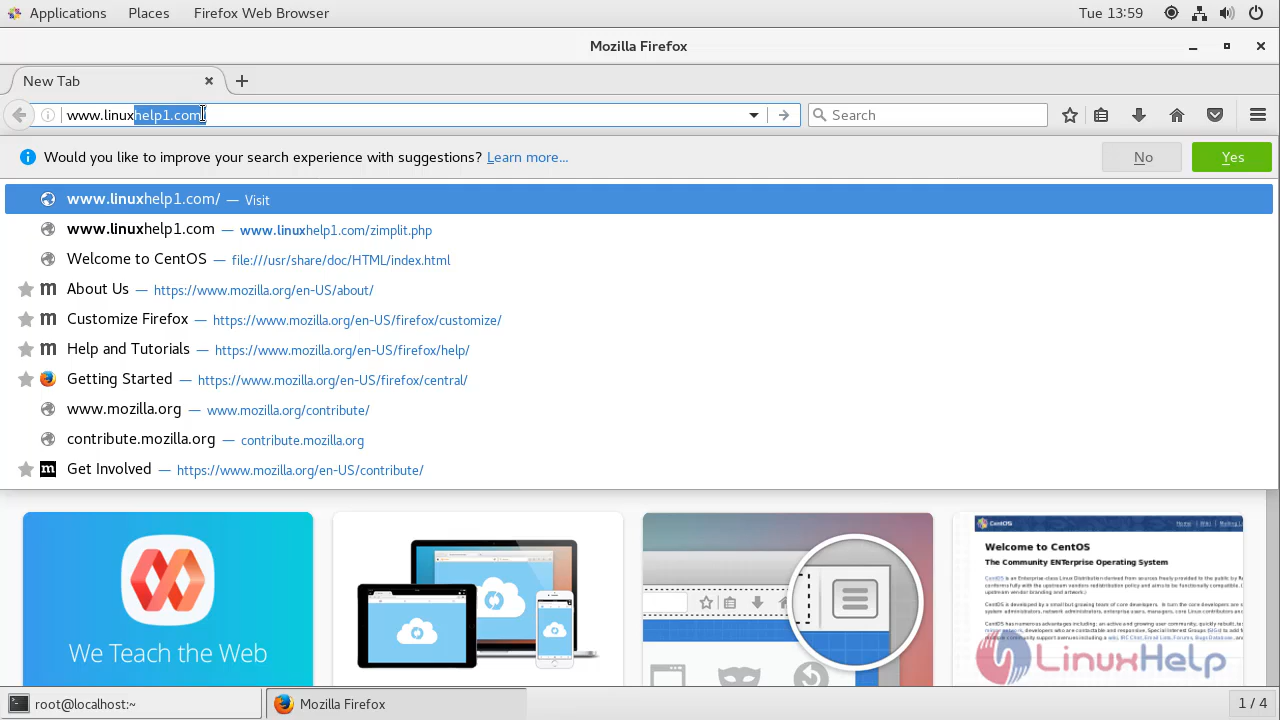 Applications Places Firefox Web Browser Tue 13:59
Mozilla Firefox
New Tab
www.linuxhelp1.com Search
Would you like to improve your search experience with suggestions? Learn more... No Yes
www.linuxhelp1.com/ — Visit
www.linuxhelp1.com — www.linuxhelp1.com/zimplit.php
Welcome to CentOS — file:///usr/share/doc/HTML/index.html
About Us — https://www.mozilla.org/en-US/about/
Customize Firefox — https://www.mozilla.org/en-US/firefox/customize/
Help and Tutorials — https://www.mozilla.org/en-US/firefox/help/
Getting Started — https://www.mozilla.org/en-US/firefox/central/
www.mozilla.org — www.mozilla.org/contribute/
contribute.mozilla.org — contribute.mozilla.org
Get Involved — https://www.mozilla.org/en-US/contribute/
We Teach the Web
CentOS Home | Wiki |
Welcome to CentOS
The Community ENTerprise Operating System
LinuxHelp
root@localhost:~ Mozilla Firefox 1 / 4